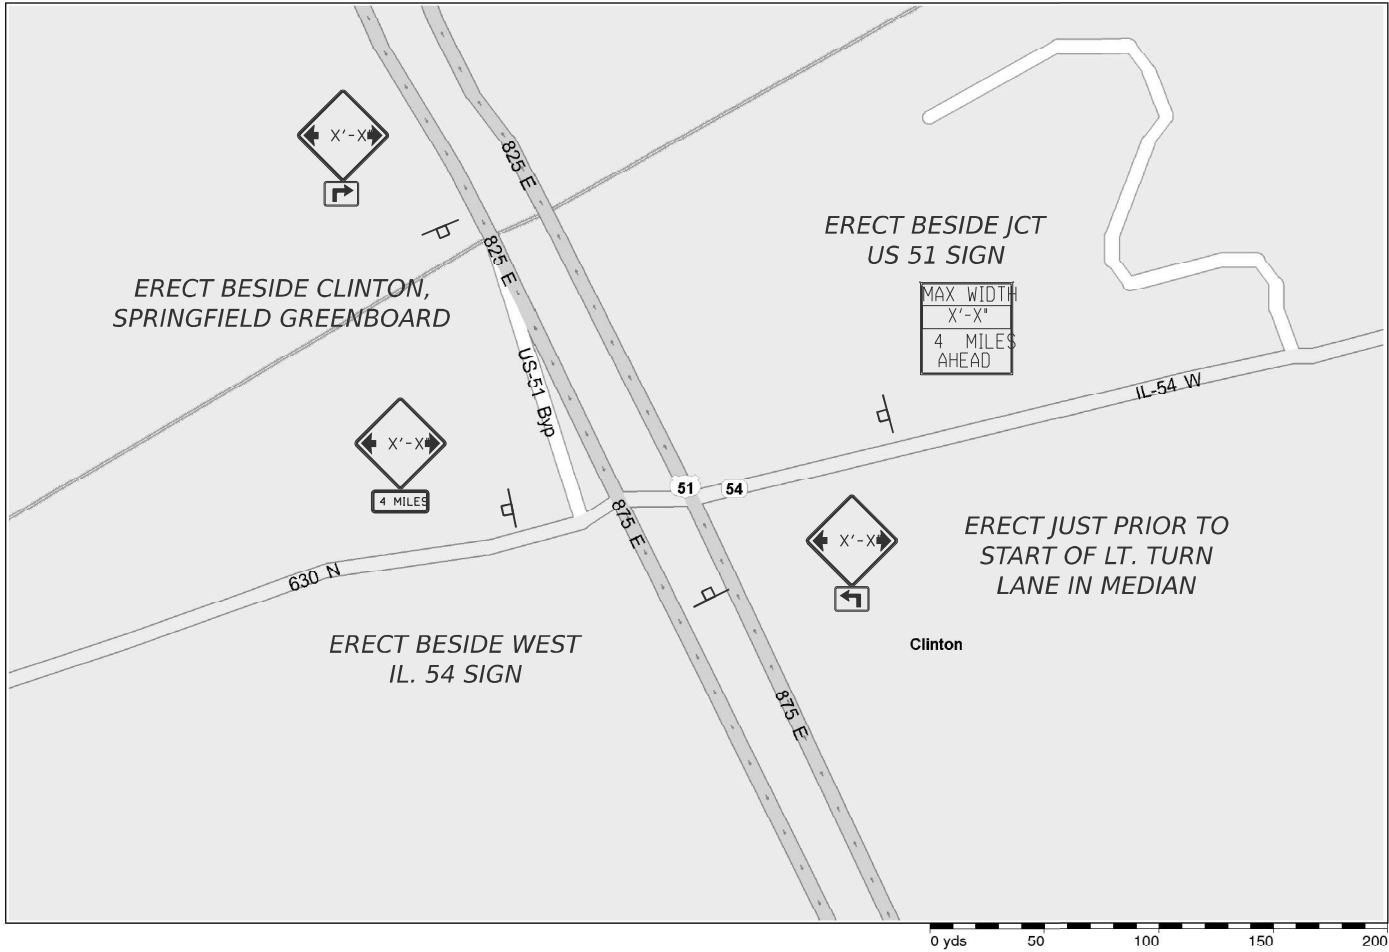 825 E
X'-X"
ERECT BESIDE JCT
US 51 SIGN
825 E
ERECT BESIDE CLINTON,
SPRINGFIELD GREENBOARD
MAX WIDTH
X'-X"
4 MILES
AHEAD
US-51 Byp
IL-54 W
X'-X"
4 MILES
51
54
875 E
X'-X"
ERECT JUST PRIOR TO
START OF LT. TURN
LANE IN MEDIAN
630 N
ERECT BESIDE WEST
IL. 54 SIGN
Clinton
875 E
0 yds 50 100 150 200